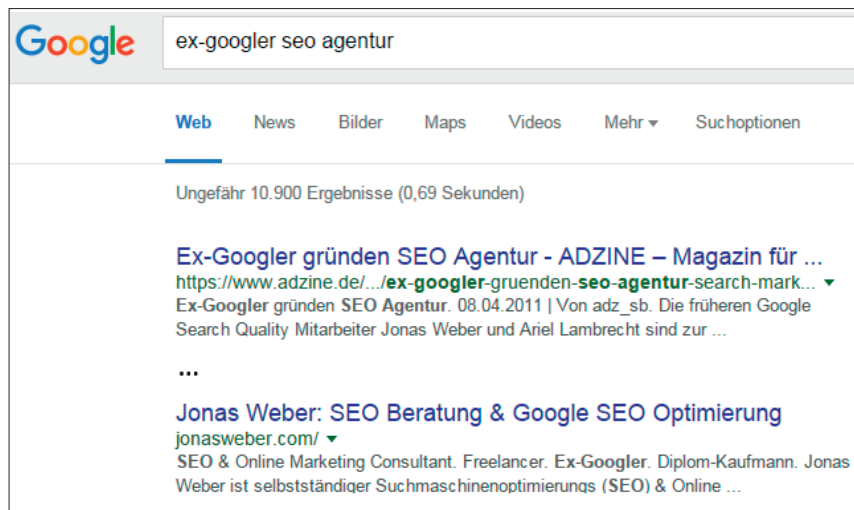 Google ex-googler seo agentur
Web News Bilder Maps Videos Mehr Suchoptionen
Ungefähr 10.900 Ergebnisse (0,69 Sekunden)
Ex-Googler gründen SEO Agentur - ADZINE – Magazin für ...
https://www.adzine.de/.../ex-googler-gruenden-seo-agentur-search-mark...
Ex-Googler gründen SEO Agentur. 08.04.2011 | Von adz_sb. Die früheren Google
Search Quality Mitarbeiter Jonas Weber und Ariel Lambrecht sind zur ...
...
Jonas Weber: SEO Beratung & Google SEO Optimierung
jonasweber.com/
SEO & Online Marketing Consultant. Freelancer. Ex-Googler. Diplom-Kaufmann. Jonas
Weber ist selbstständiger Suchmaschinenoptimierungs (SEO) & Online ...